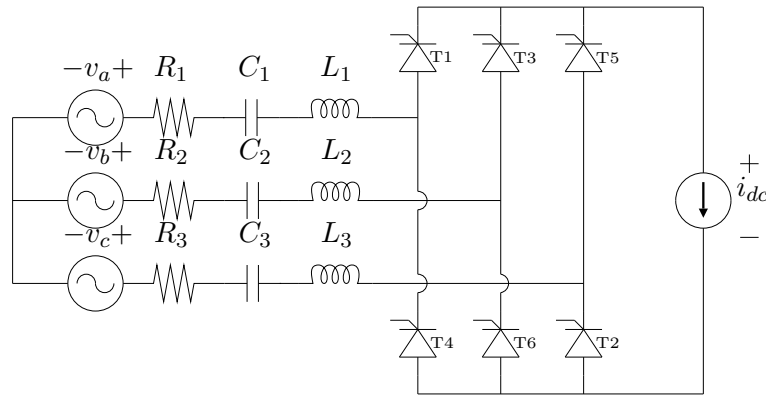 T1 T3 T5
−v_a+ R_1 C_1 L_1
−v_b+ R_2 C_2 L_2
+
i_dc
−v_c+ R_3 C_3 L_3
−
T4 T6 T2